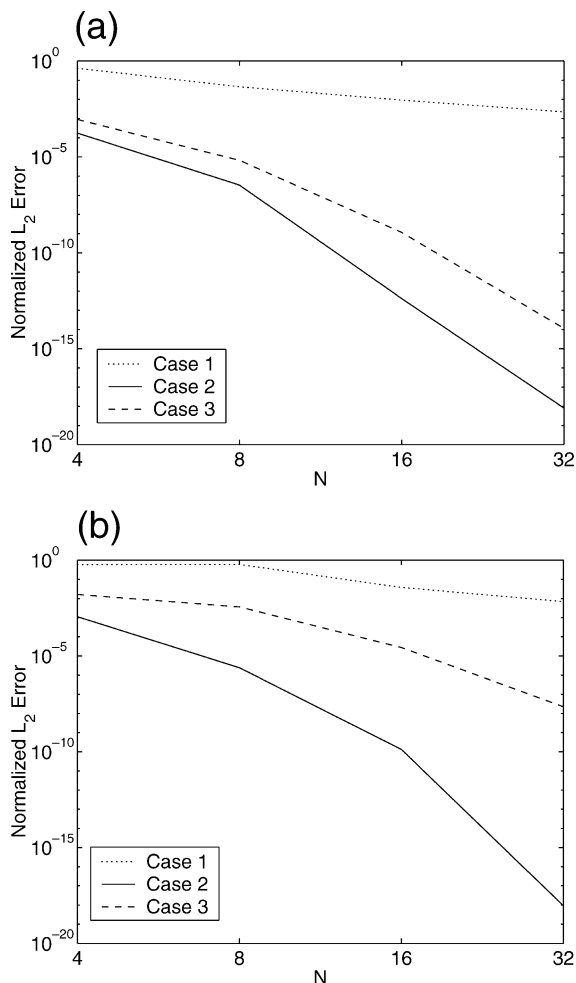 (a)
10^0
10^-5
10^-10
10^-15
10^-20
Normalized L_2 Error
Case 1
Case 2
Case 3
4 8 16 32
N
(b)
10^0
10^-5
10^-10
10^-15
10^-20
Normalized L_2 Error
Case 1
Case 2
Case 3
4 8 16 32
N